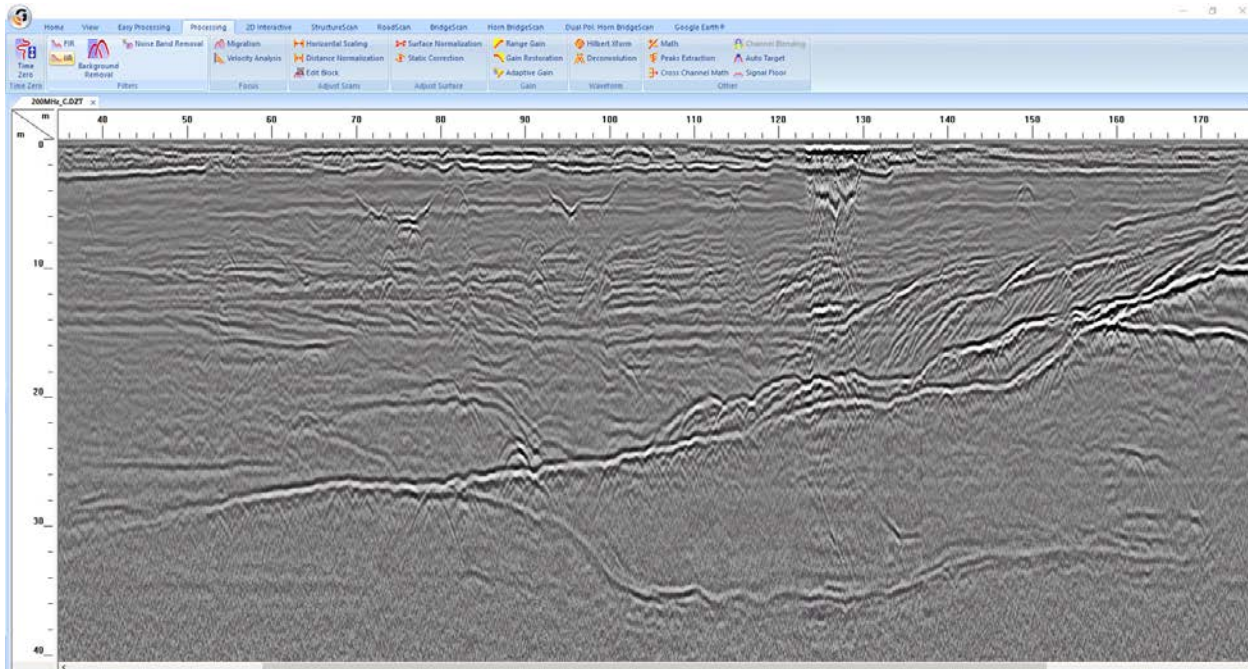 Home View Easy Processing Processing 2D Interactive StructureScan RoadScan BridgeScan Horn BridgeScan Dual Pol. Horn BridgeScan Google Earth®
Time Zero
FIR
IIR
Background Removal
Noise Band Removal
Migration
Velocity Analysis
Horizontal Scaling
Distance Normalization
Edit Block
Surface Normalization
Static Correction
Range Gain
Gain Restoration
Adaptive Gain
Hilbert Xform
Deconvolution
Math
Peaks Extraction
Cross Channel Math
Channel Blending
Auto Target
Signal Floor
Time Zero Filters Focus Adjust Scans Adjust Surface Gain Waveform Other
200MHz_C.DZT
m
m
40 50 60 70 80 90 100 110 120 130 140 150 160 170
0
10
20
30
40